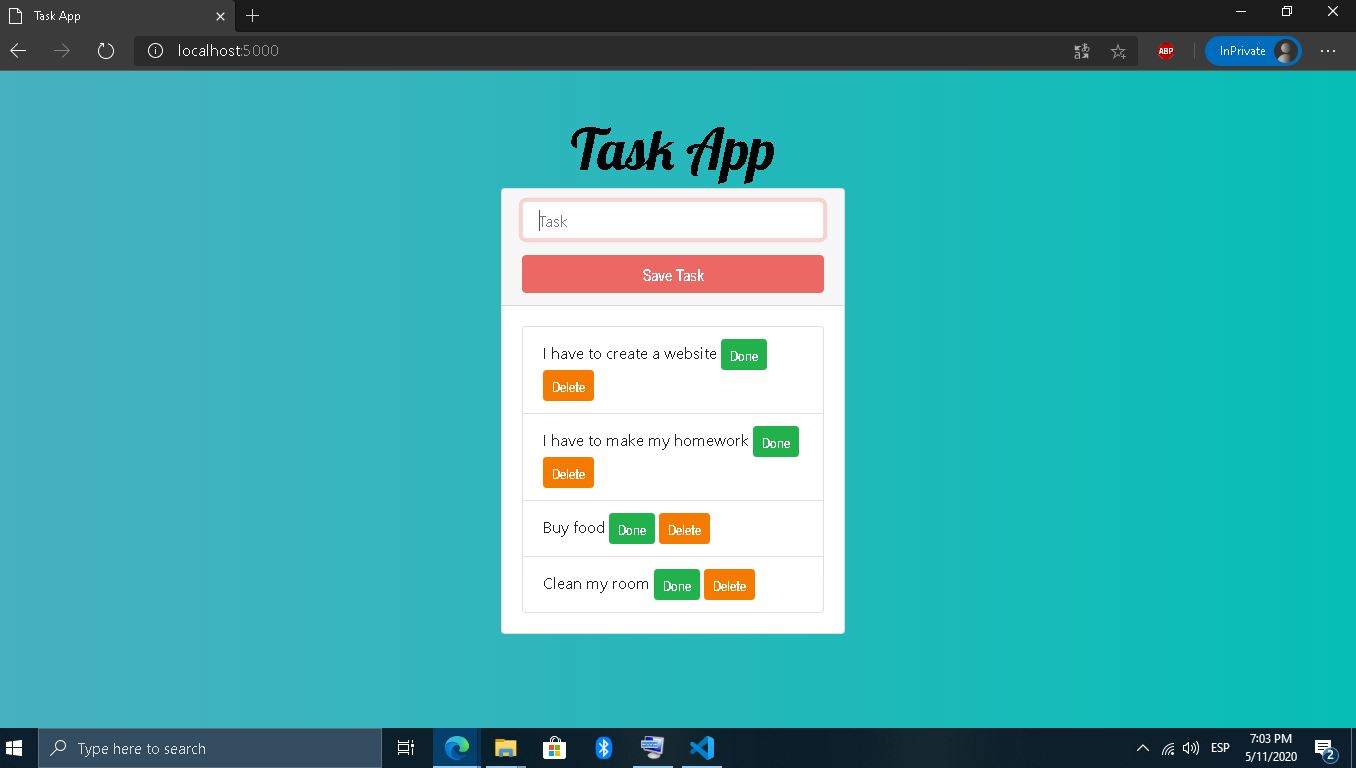 Task App
localhost:5000
ABP
InPrivate
Task App
Task
Save Task
I have to create a website Done
Delete
I have to make my homework Done
Delete
Buy food Done Delete
Clean my room Done Delete
Type here to search
ESP
7:03 PM
5/11/2020
2